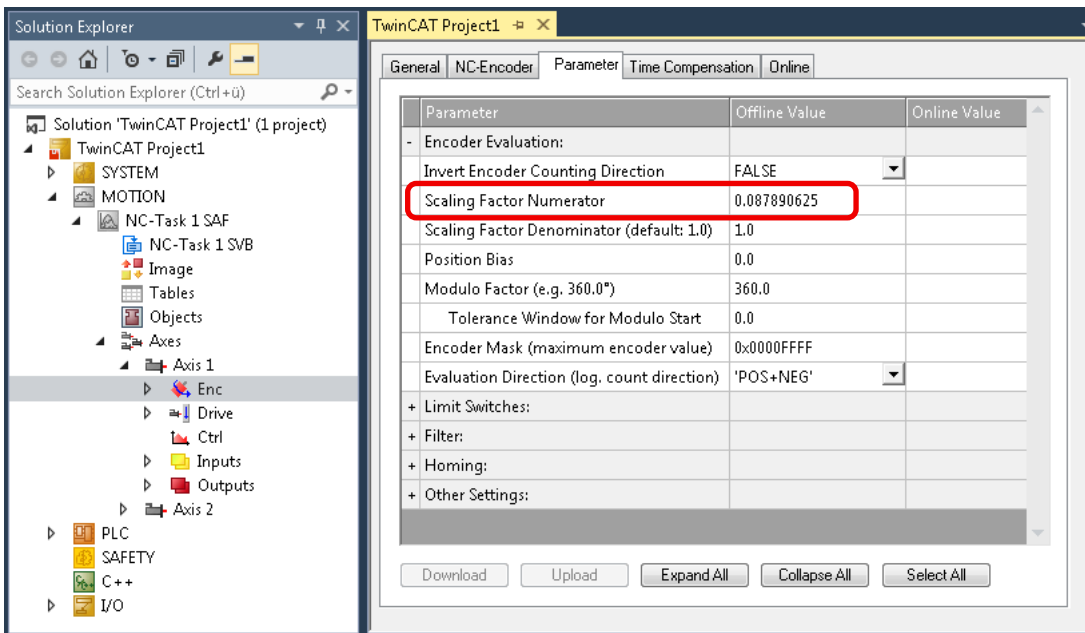 Solution Explorer
Search Solution Explorer (Ctrl+ü)
Solution 'TwinCAT Project1' (1 project)
TwinCAT Project1
SYSTEM
MOTION
NC-Task 1 SAF
NC-Task 1 SVB
Image
Tables
Objects
Axes
Axis 1
Enc
Drive
Ctrl
Inputs
Outputs
Axis 2
PLC
SAFETY
C++
I/O
TwinCAT Project1
General NC-Encoder Parameter Time Compensation Online
Parameter Offline Value Online Value
- Encoder Evaluation:
Invert Encoder Counting Direction FALSE
Scaling Factor Numerator 0.087890625
Scaling Factor Denominator (default: 1.0) 1.0
Position Bias 0.0
Modulo Factor (e.g. 360.0°) 360.0
Tolerance Window for Modulo Start 0.0
Encoder Mask (maximum encoder value) 0x0000FFFF
Evaluation Direction (log. count direction) 'POS+NEG'
+ Limit Switches:
+ Filter:
+ Homing:
+ Other Settings:
Download Upload Expand All Collapse All Select All